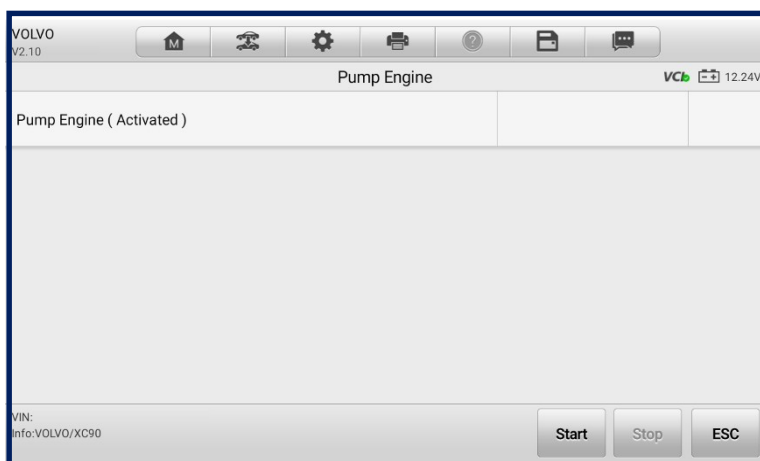 VOLVO
V2.10
M
?
Pump Engine
VCI
12.24V
Pump Engine ( Activated )
VIN:
Info:VOLVO/XC90
Start
Stop
ESC